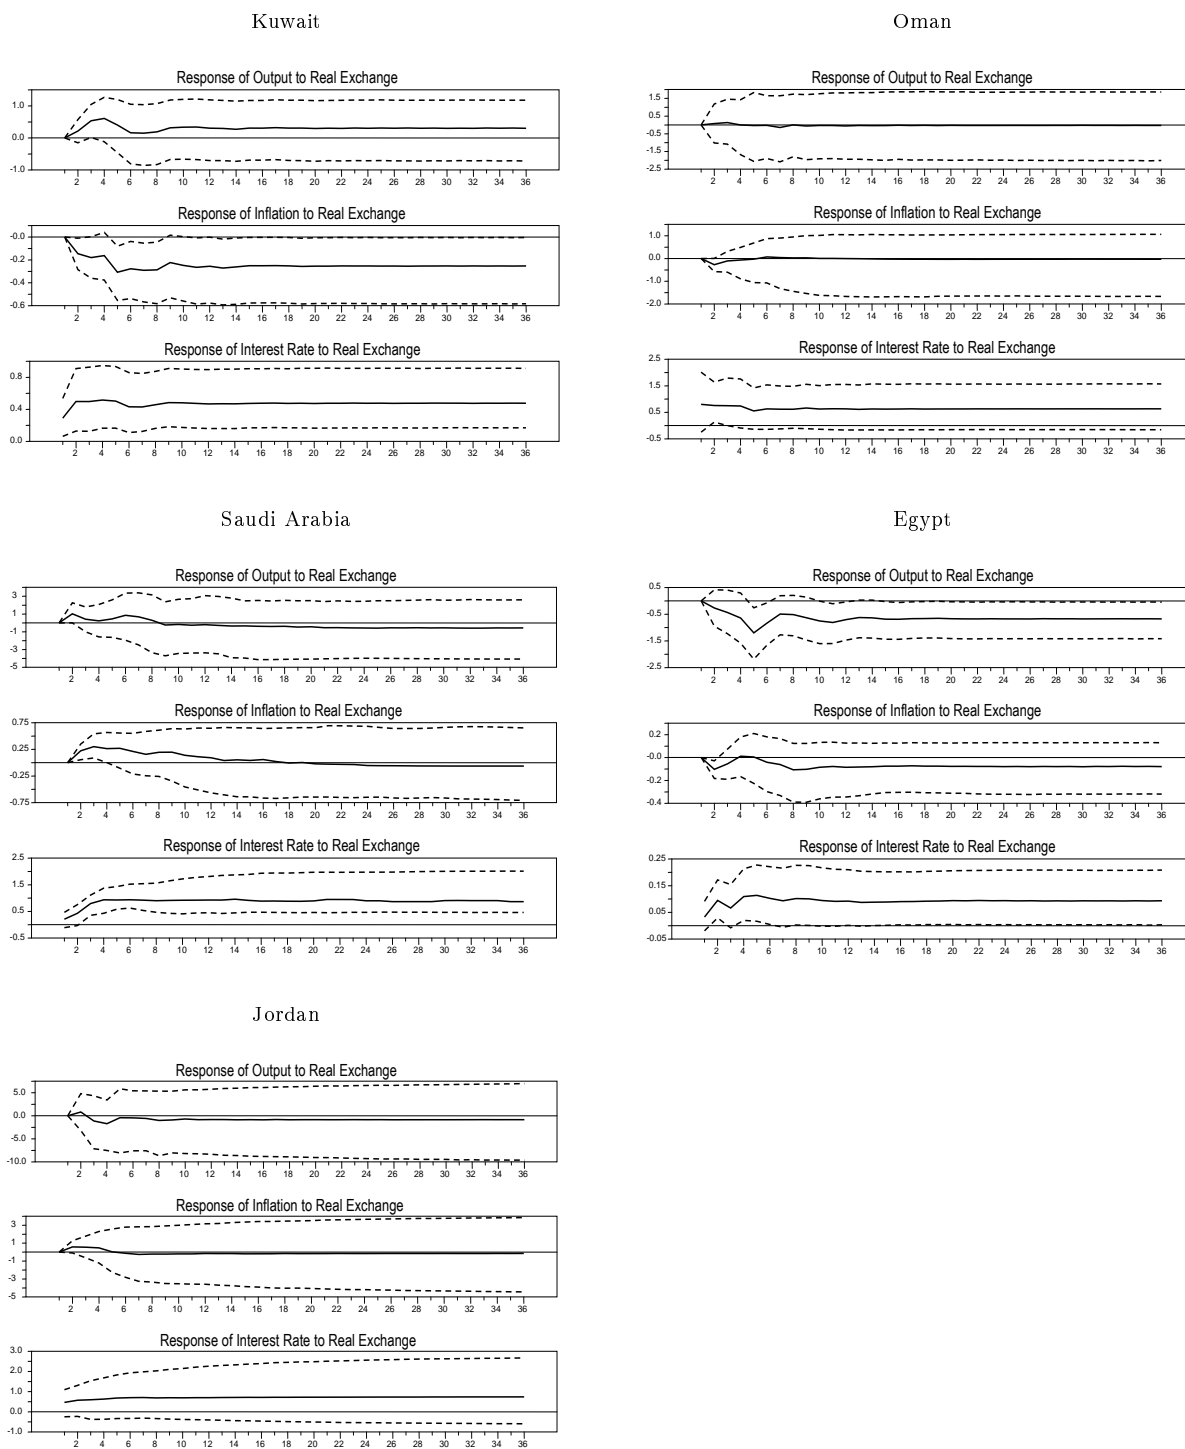 Kuwait
Response of Output to Real Exchange
1.0
0.0
-1.0
2 4 6 8 10 12 14 16 18 20 22 24 26 28 30 32 34 36
Response of Inflation to Real Exchange
-0.0
-0.2
-0.4
-0.6
2 4 6 8 10 12 14 16 18 20 22 24 26 28 30 32 34 36
Response of Interest Rate to Real Exchange
0.8
0.4
0.0
2 4 6 8 10 12 14 16 18 20 22 24 26 28 30 32 34 36
Oman
Response of Output to Real Exchange
1.5
0.5
-0.5
-1.5
-2.5
2 4 6 8 10 12 14 16 18 20 22 24 26 28 30 32 34 36
Response of Inflation to Real Exchange
1.0
0.0
-1.0
-2.0
2 4 6 8 10 12 14 16 18 20 22 24 26 28 30 32 34 36
Response of Interest Rate to Real Exchange
2.5
1.5
0.5
-0.5
2 4 6 8 10 12 14 16 18 20 22 24 26 28 30 32 34 36
Saudi Arabia
Response of Output to Real Exchange
3
1
-1
-3
-5
2 4 6 8 10 12 14 16 18 20 22 24 26 28 30 32 34 36
Response of Inflation to Real Exchange
0.75
0.25
-0.25
-0.75
2 4 6 8 10 12 14 16 18 20 22 24 26 28 30 32 34 36
Response of Interest Rate to Real Exchange
2.5
1.5
0.5
-0.5
2 4 6 8 10 12 14 16 18 20 22 24 26 28 30 32 34 36
Egypt
Response of Output to Real Exchange
0.5
-0.5
-1.5
-2.5
2 4 6 8 10 12 14 16 18 20 22 24 26 28 30 32 34 36
Response of Inflation to Real Exchange
0.2
-0.0
-0.2
-0.4
2 4 6 8 10 12 14 16 18 20 22 24 26 28 30 32 34 36
Response of Interest Rate to Real Exchange
0.25
0.15
0.05
-0.05
2 4 6 8 10 12 14 16 18 20 22 24 26 28 30 32 34 36
Jordan
Response of Output to Real Exchange
5.0
0.0
-5.0
-10.0
2 4 6 8 10 12 14 16 18 20 22 24 26 28 30 32 34 36
Response of Inflation to Real Exchange
3
1
-1
-3
-5
2 4 6 8 10 12 14 16 18 20 22 24 26 28 30 32 34 36
Response of Interest Rate to Real Exchange
3.0
2.0
1.0
0.0
-1.0
2 4 6 8 10 12 14 16 18 20 22 24 26 28 30 32 34 36